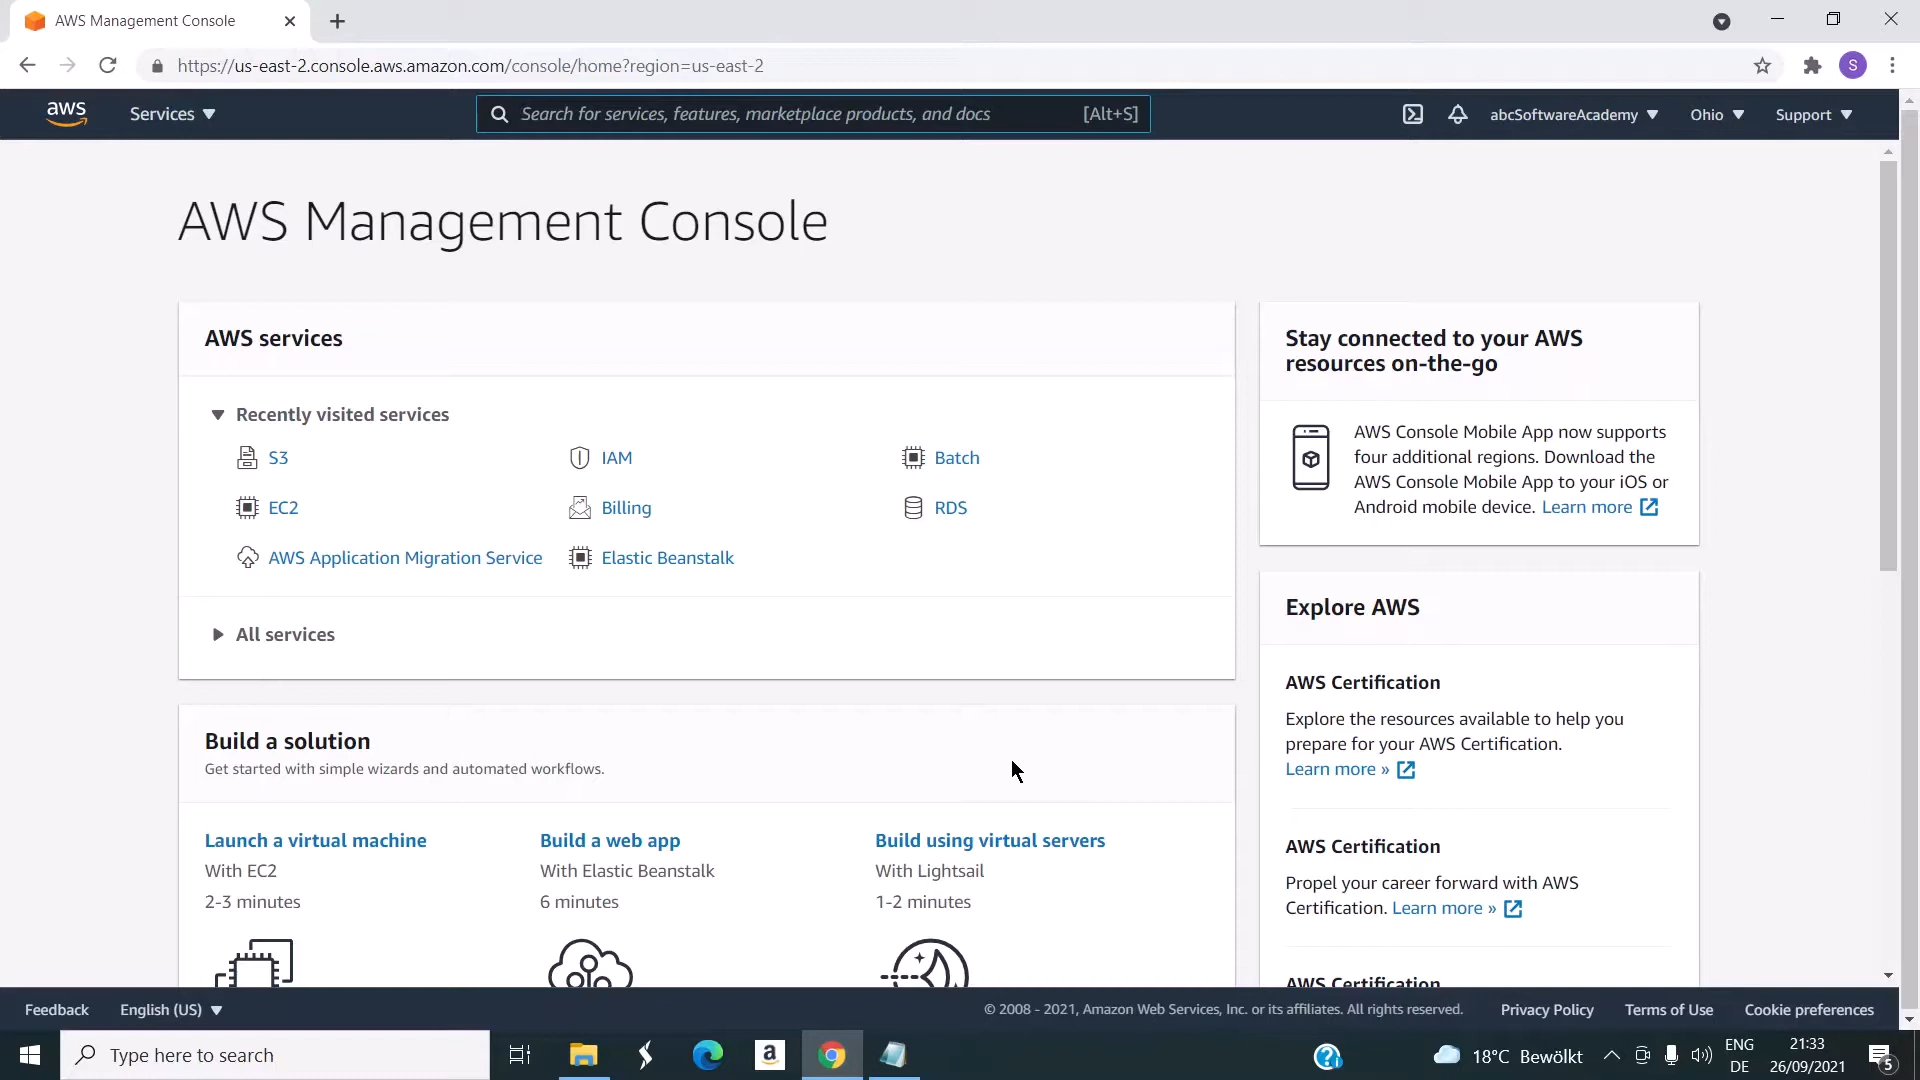 AWS Management Console
https://us-east-2.console.aws.amazon.com/console/home?region=us-east-2
S
aws
Services
Search for services, features, marketplace products, and docs
[Alt+S]
abcSoftwareAcademy
Ohio
Support
AWS Management Console
AWS services
Recently visited services
S3
IAM
Batch
EC2
Billing
RDS
AWS Application Migration Service
Elastic Beanstalk
All services
Build a solution
Get started with simple wizards and automated workflows.
Launch a virtual machine
With EC2
2-3 minutes
Build a web app
With Elastic Beanstalk
6 minutes
Build using virtual servers
With Lightsail
1-2 minutes
Stay connected to your AWS
resources on-the-go
AWS Console Mobile App now supports
four additional regions. Download the
AWS Console Mobile App to your iOS or
Android mobile device. Learn more
Explore AWS
AWS Certification
Explore the resources available to help you
prepare for your AWS Certification.
Learn more »
AWS Certification
Propel your career forward with AWS
Certification. Learn more »
AWS Certification
Feedback
English (US)
© 2008 - 2021, Amazon Web Services, Inc. or its affiliates. All rights reserved.
Privacy Policy
Terms of Use
Cookie preferences
Type here to search
a
18°C Bewölkt
ENG
DE
21:33
26/09/2021
5